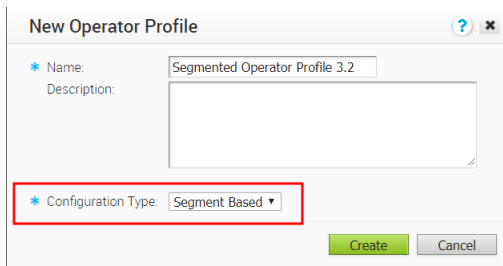 New Operator Profile ? ✖
* Name: Segmented Operator Profile 3.2
Description:
* Configuration Type: Segment Based ▼
Create Cancel